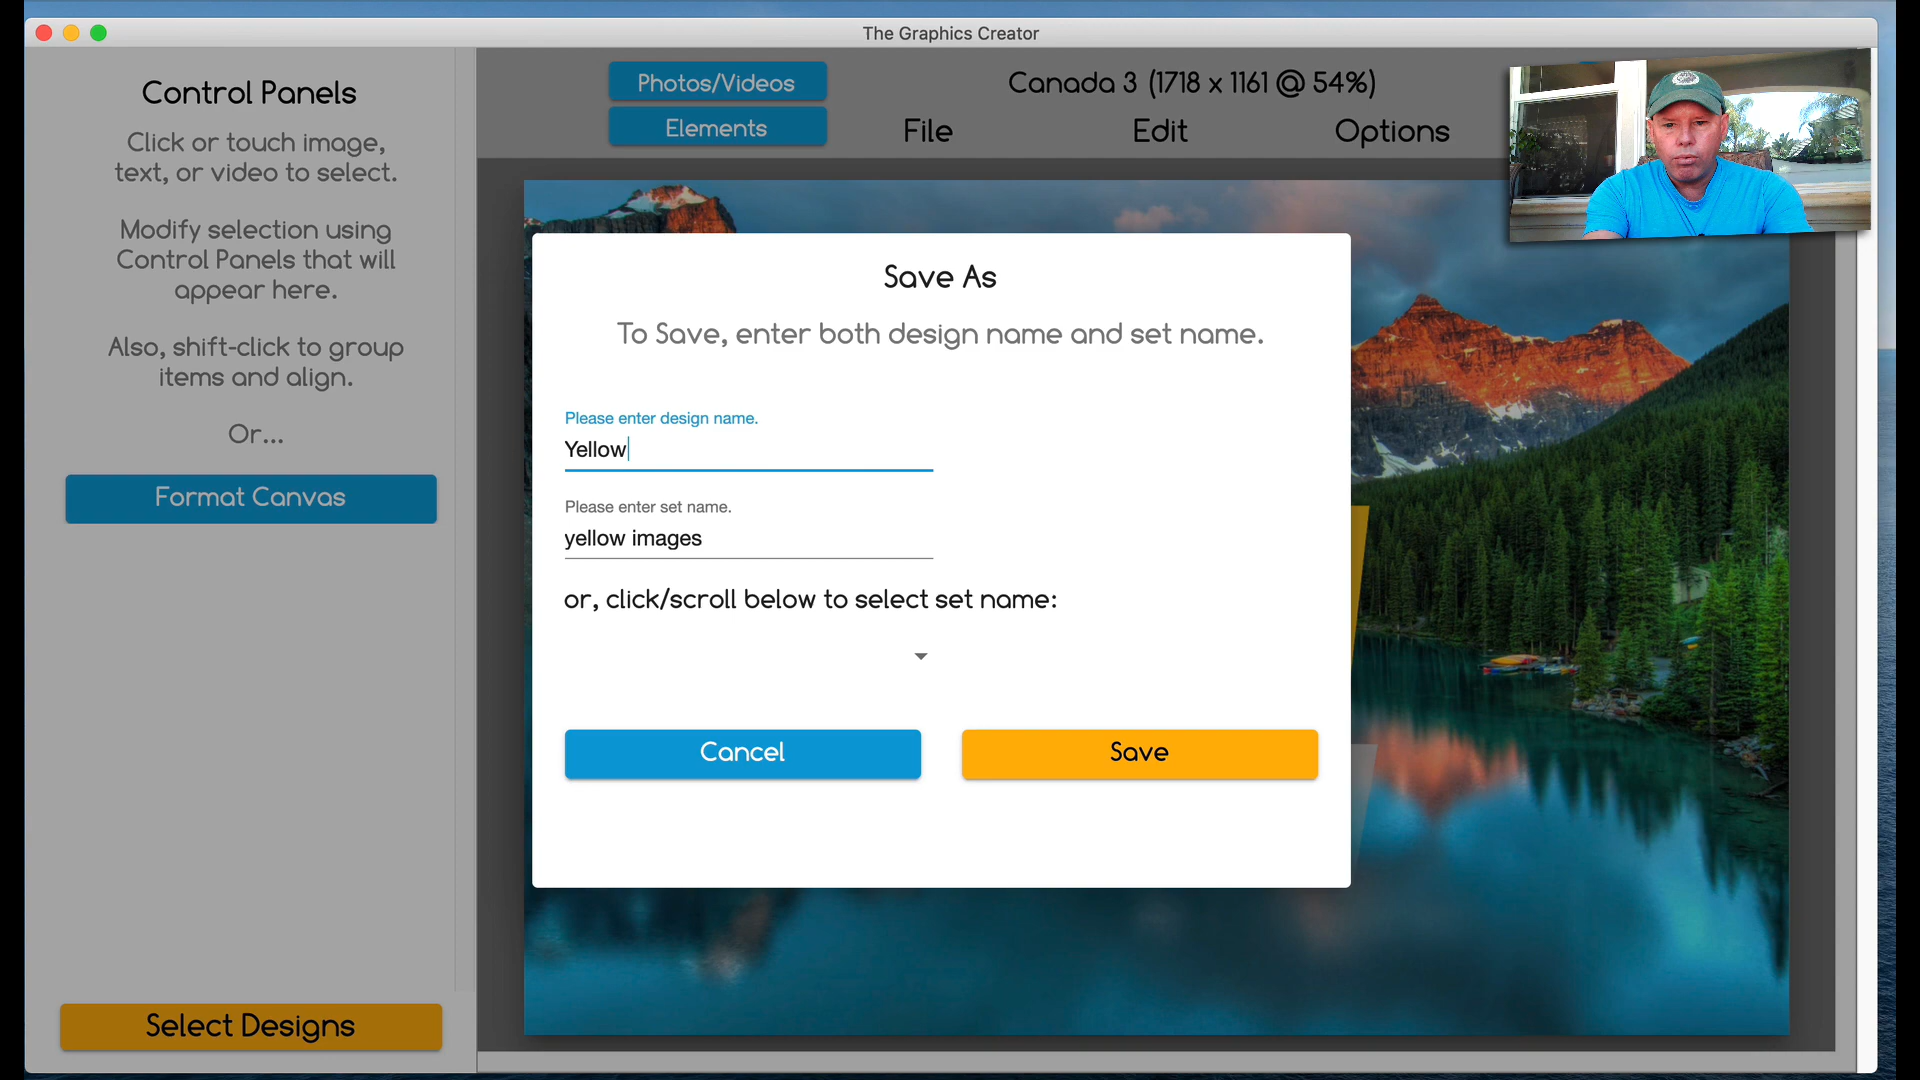 The Graphics Creator
Control Panels
Click or touch image,
text, or video to select.
Modify selection using
Control Panels that will
appear here.
Also, shift-click to group
items and align.
Or...
Format Canvas
Select Designs
Photos/Videos
Elements
Canada 3 (1718 x 1161 @ 54%)
File
Edit
Options
Save As
To Save, enter both design name and set name.
Please enter design name.
Yellow
Please enter set name.
yellow images
or, click/scroll below to select set name:
Cancel
Save